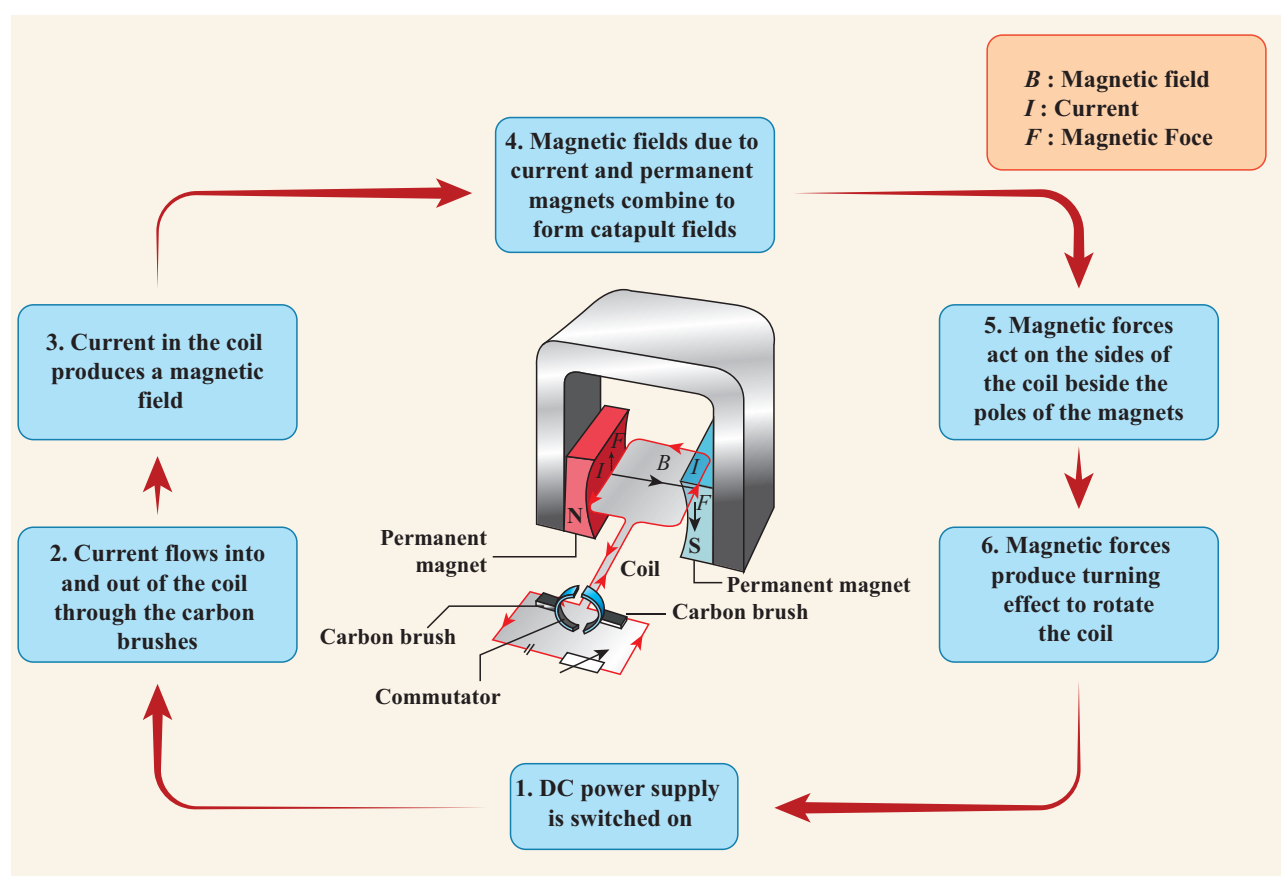 B : Magnetic field
I : Current
F : Magnetic Foce
4. Magnetic fields due to
current and permanent
magnets combine to
form catapult fields
3. Current in the coil
produces a magnetic
field
5. Magnetic forces
act on the sides of
the coil beside the
poles of the magnets
2. Current flows into
and out of the coil
through the carbon
brushes
6. Magnetic forces
produce turning
effect to rotate
the coil
1. DC power supply
is switched on
F
I
B
I
F
N
S
Permanent
magnet
Coil
Permanent magnet
Carbon brush
Carbon brush
Commutator